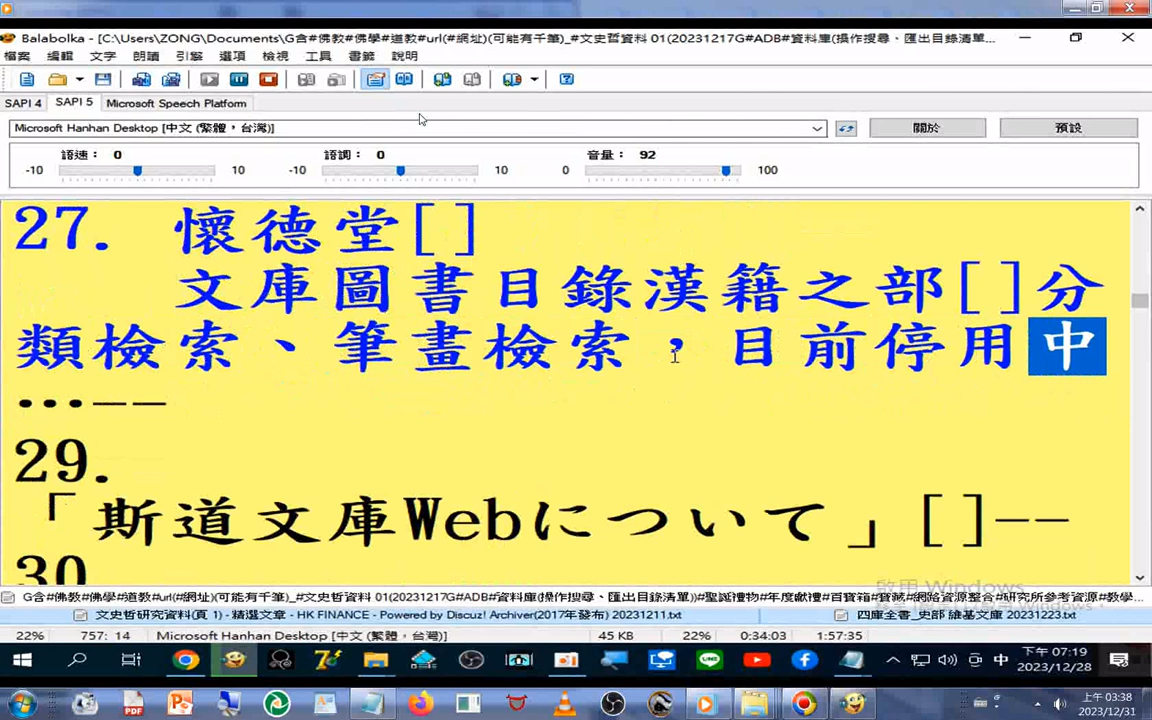 Balabolka - [C:\Users\ZONG\Documents\G含#佛教#佛學#道教#url(#網址)(可能有千筆)_#文史哲資料 01(20231217G#ADB#資料庫(操作搜尋、匯出目錄清單...
檔案 編輯 文字 朗讀 引擎 選項 檢視 工具 書籤 說明
SAPI 4 SAPI 5 Microsoft Speech Platform
Microsoft Hanhan Desktop [中文 (繁體，台灣)] 關於 預設
語速： 0 語調： 0 音量： 92
-10 10 -10 10 0 100
27. 懷德堂[]
文庫圖書目錄漢籍之部[]分
類檢索、筆畫檢索，目前停用中
…--
29.
「斯道文庫Webについて」[]--
30
G含#佛教#佛學#道教#url(#網址)(可能有千筆)_#文史哲資料 01(20231217G#ADB#資料庫(操作搜尋、匯出目錄清單))#聖誕禮物#年度獻禮#百寶箱#寶藏#網路資源整合#研究所參考資源#教學...
文史哲研究資料(頁 1) - 精選文章 - HK FINANCE - Powered by Discuz! Archiver(2017年發布) 20231211.txt 四庫全書_史部 維基文庫 20231223.txt
22% 757: 14 Microsoft Hanhan Desktop [中文 (繁體，台灣)] 45 KB 22% 0:34:03 1:57:35
中 下午 07:19
2023/12/28
上午 03:38
2023/12/31